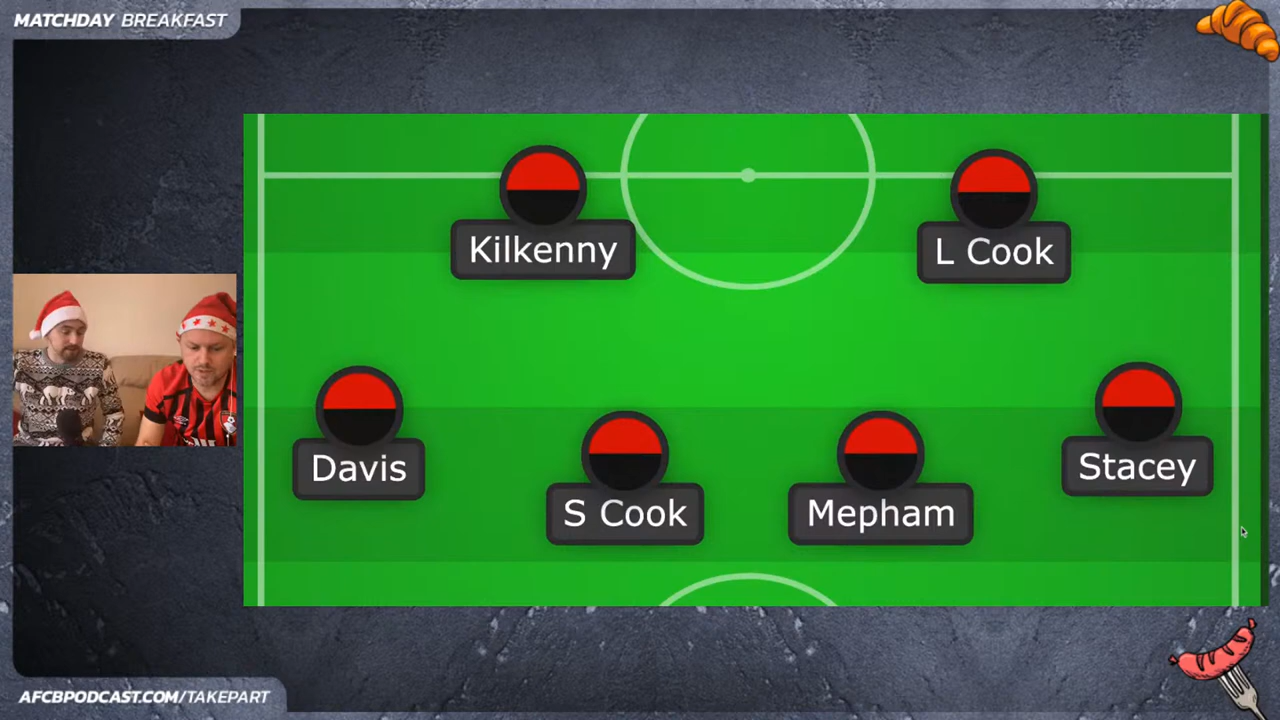 MATCHDAY BREAKFAST
Kilkenny
L Cook
Davis
S Cook
Mepham
Stacey
AFCBPODCAST.COM/TAKEPART